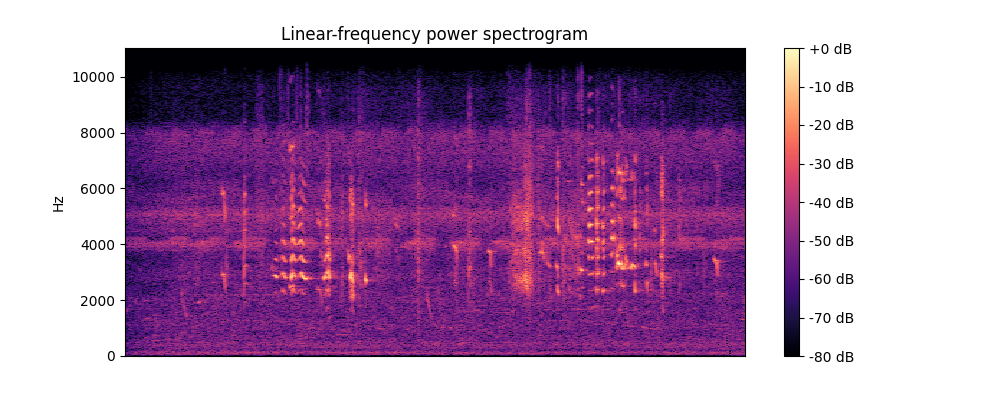 Linear-frequency power spectrogram
Hz
10000
8000
6000
4000
2000
0
+0 dB
-10 dB
-20 dB
-30 dB
-40 dB
-50 dB
-60 dB
-70 dB
-80 dB